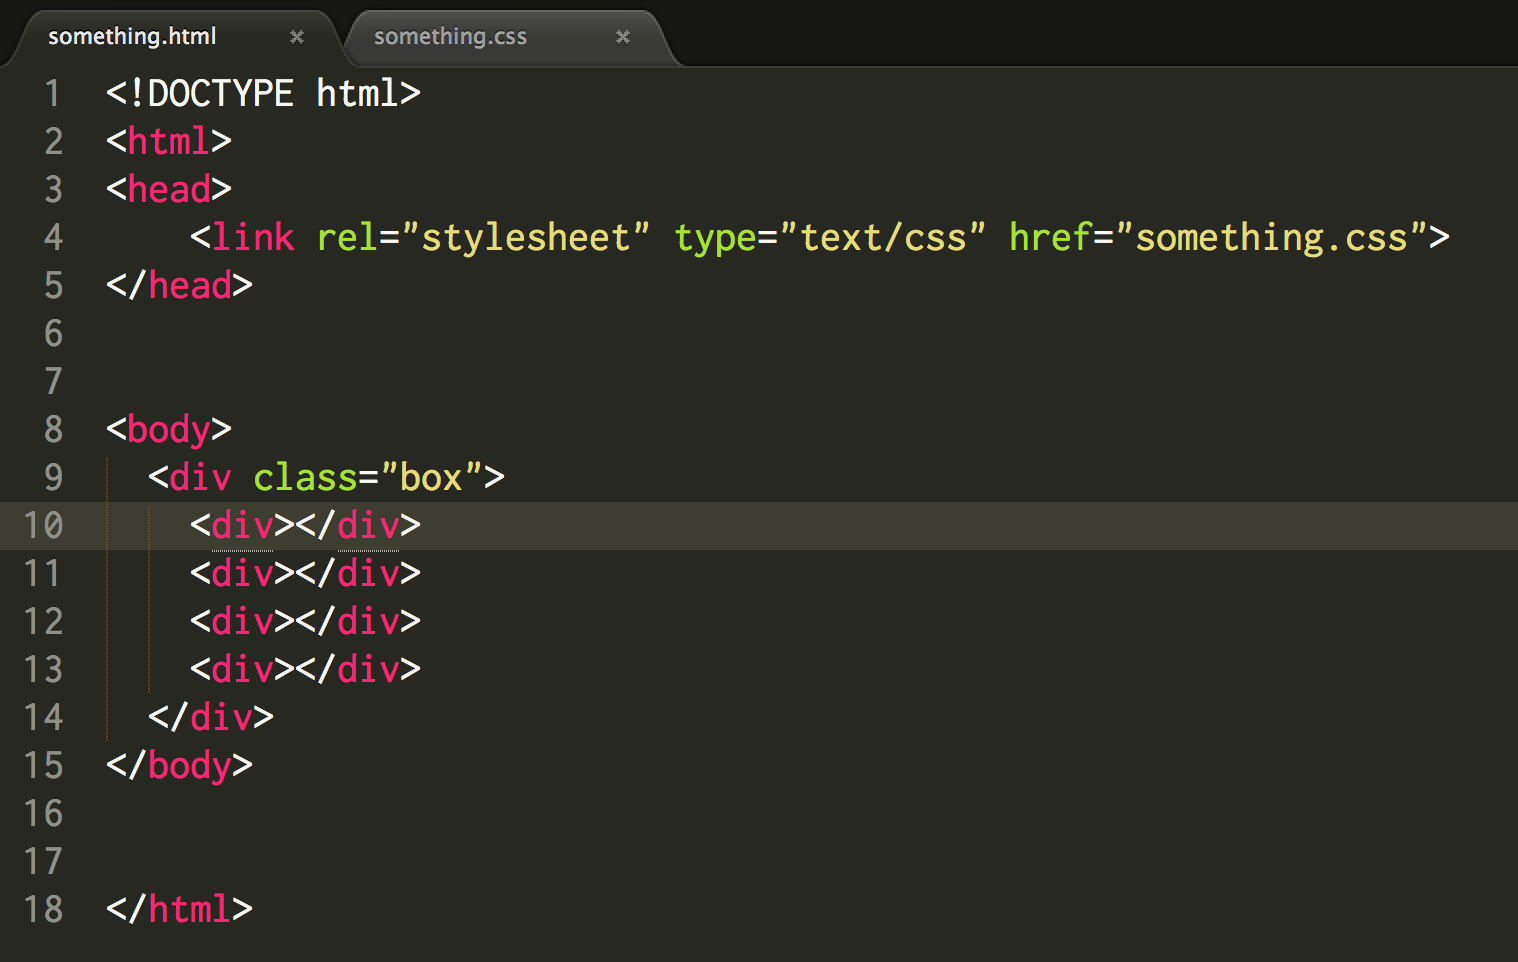 something.html × something.css ×
1 <!DOCTYPE html>
2 <html>
3 <head>
4     <link rel="stylesheet" type="text/css" href="something.css">
5 </head>
6
7
8 <body>
9   <div class="box">
10     <div></div>
11     <div></div>
12     <div></div>
13     <div></div>
14   </div>
15 </body>
16
17
18 </html>